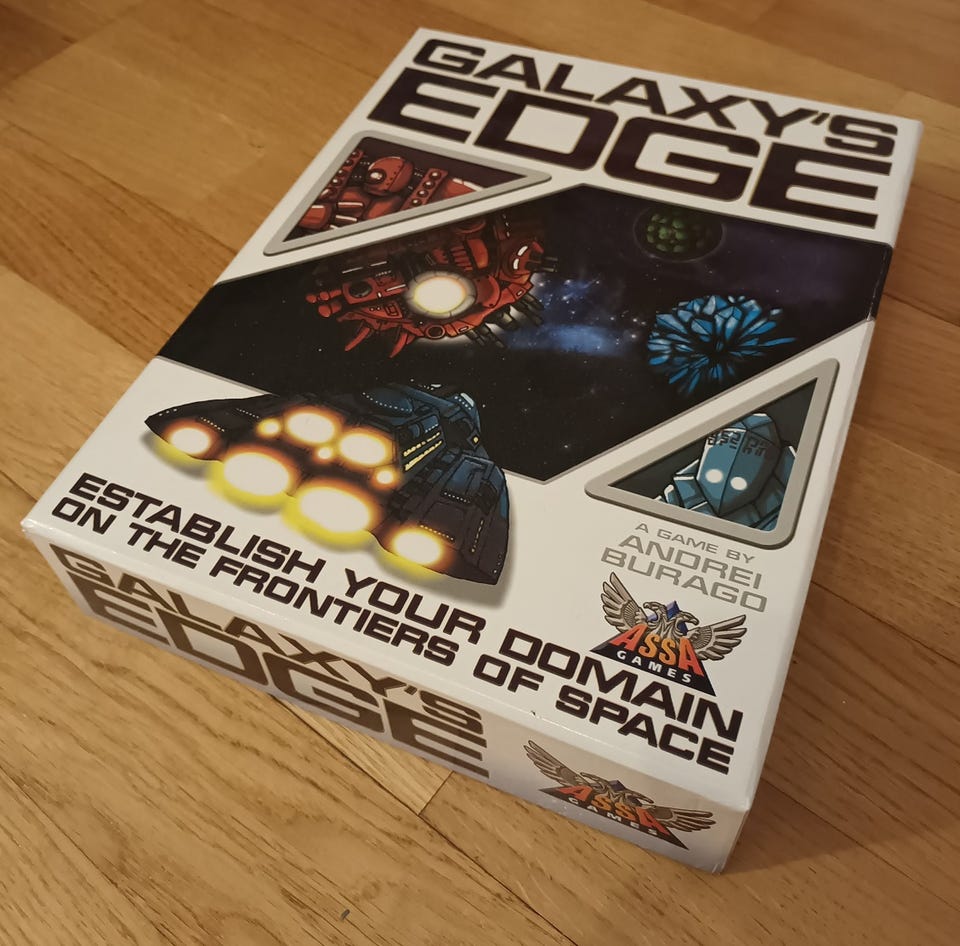 GALAXY'S
EDGE
A GAME BY
ANDREI
BURAGO
ASSA
GAMES
ESTABLISH YOUR DOMAIN
ON THE FRONTIERS OF SPACE
GALAXY'S
EDGE
ASSA
GAMES